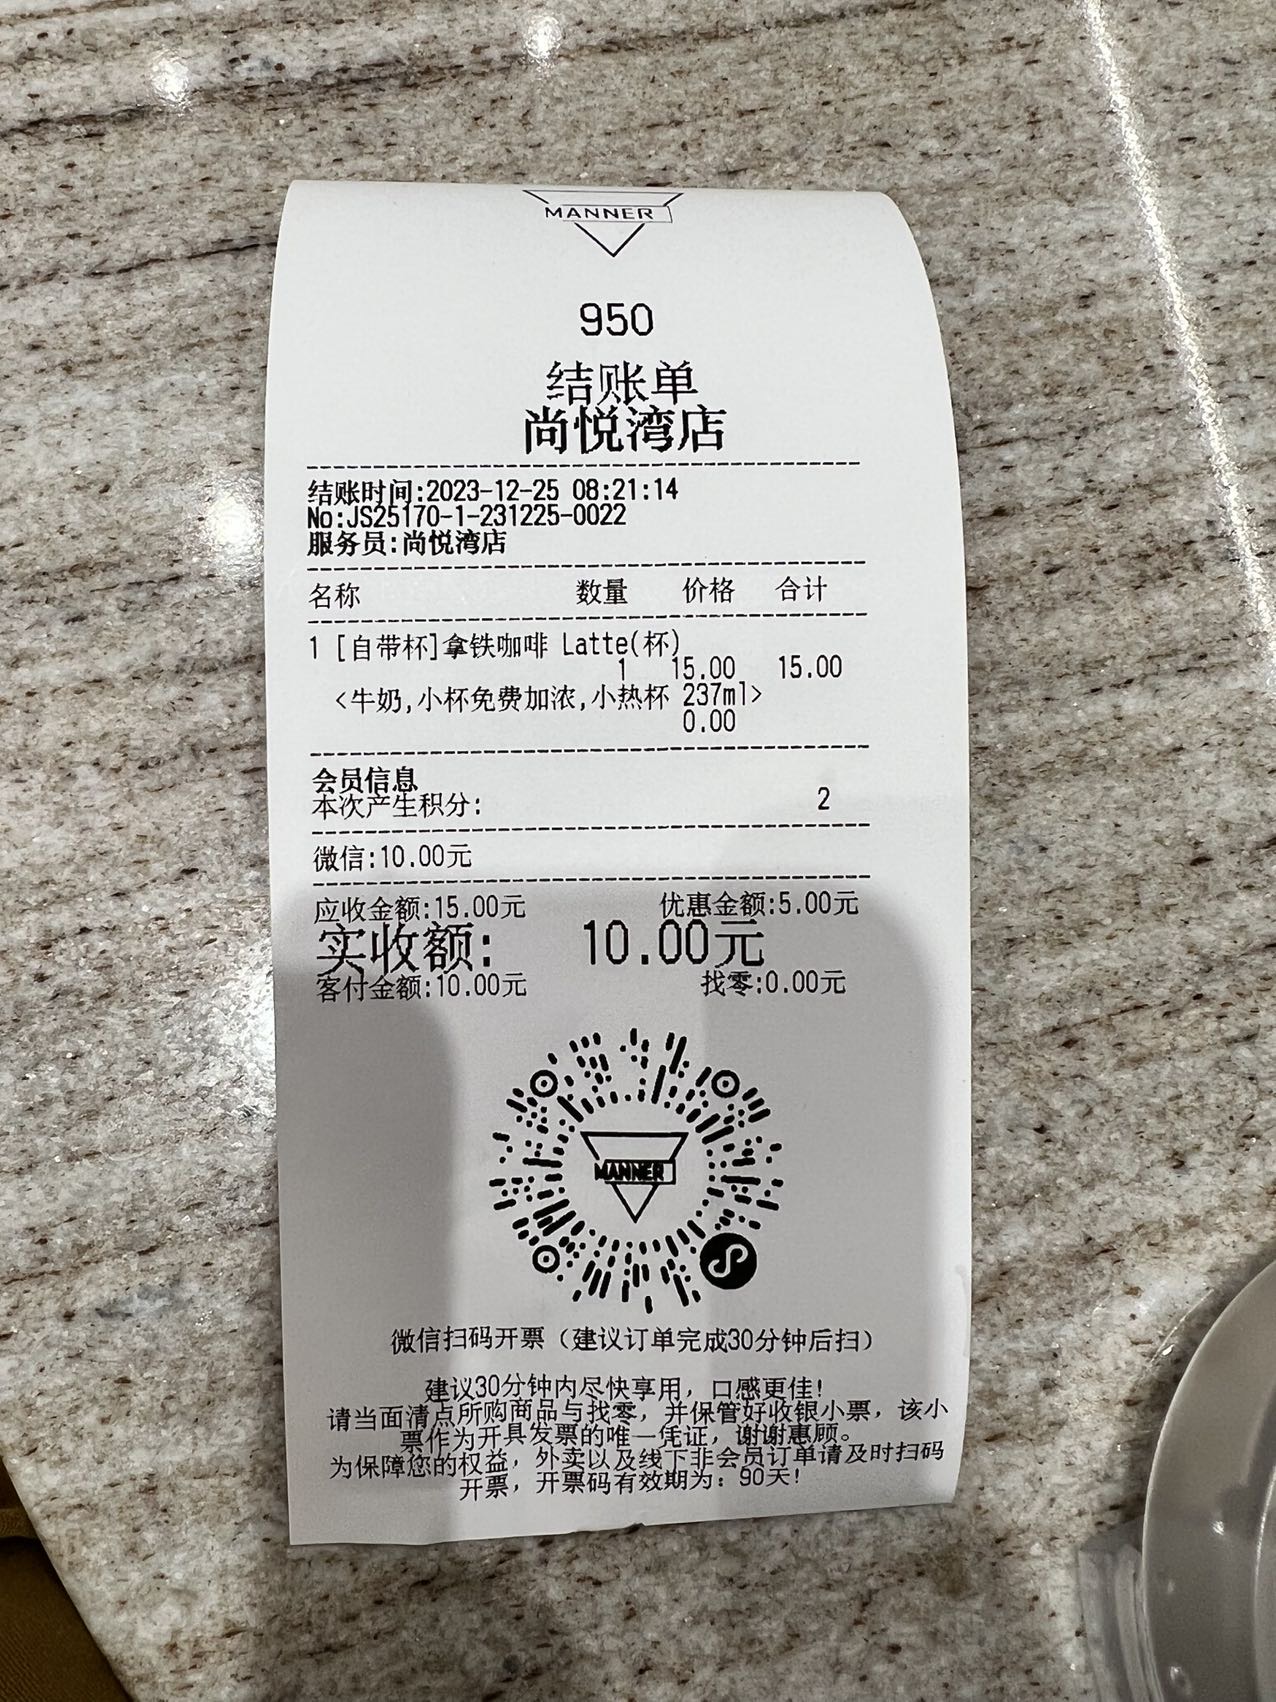 MANNER
950
结账单
尚悦湾店
结账时间:2023-12-25 08:21:14
No:JS25170-1-231225-0022
服务员:尚悦湾店
名称 数量 价格 合计
1 [自带杯]拿铁咖啡 Latte(杯)
1 15.00 15.00
<牛奶,小杯免费加浓,小热杯 237ml>
0.00
会员信息
本次产生积分: 2
微信:10.00元
应收金额:15.00元 优惠金额:5.00元
实收额: 10.00元
客付金额:10.00元 找零:0.00元
MANNER
微信扫码开票（建议订单完成30分钟后扫）
建议30分钟内尽快享用，口感更佳!
请当面清点所购商品与找零，并保管好收银小票，该小
票作为开具发票的唯一凭证，谢谢惠顾。
为保障您的权益，外卖以及线下非会员订单请及时扫码
开票，开票码有效期为：90天!